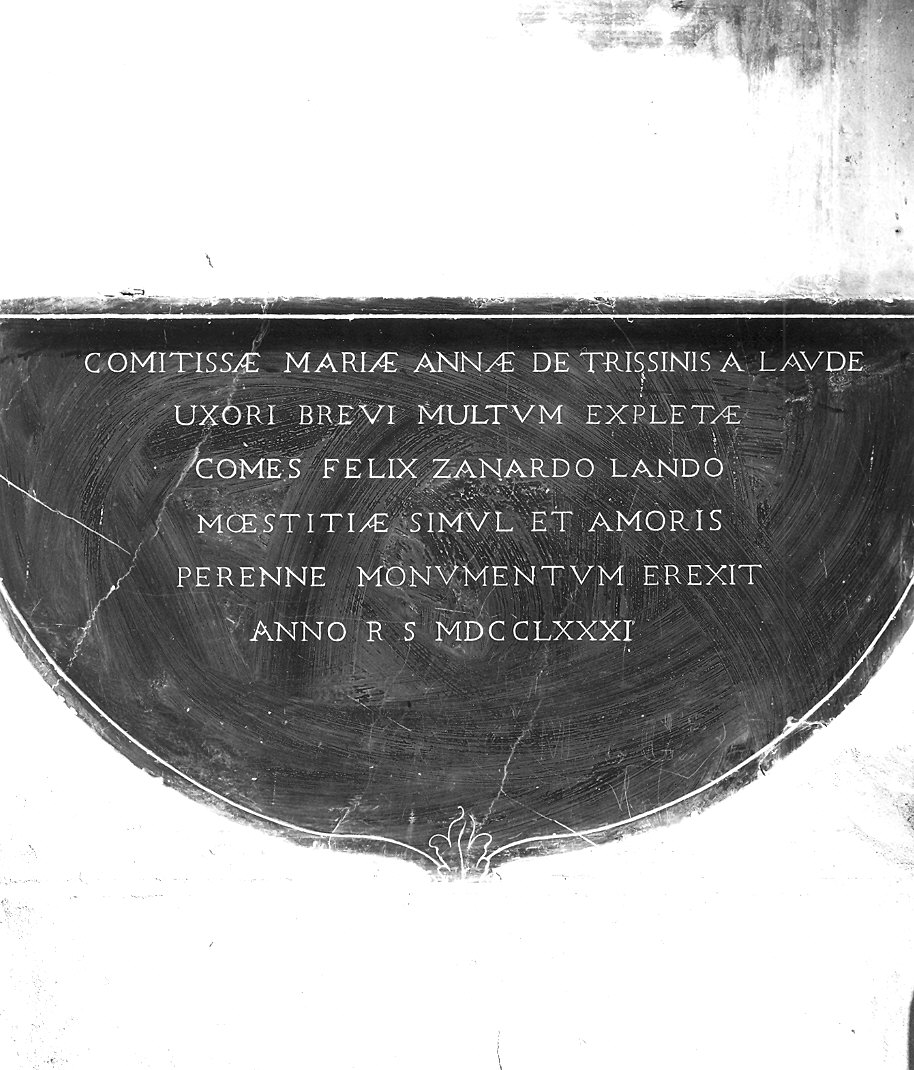 COMITISSÆ MARIÆ ANNÆ DE TRISSINIS A LAVDE
UXORI BREVI MULTVM EXPLETÆ
COMES FELIX ZANARDO LANDO
MŒSTITIÆ SIMVL ET AMORIS
PERENNE MONVMENTVM EREXIT
ANNO R S MDCCLXXXI